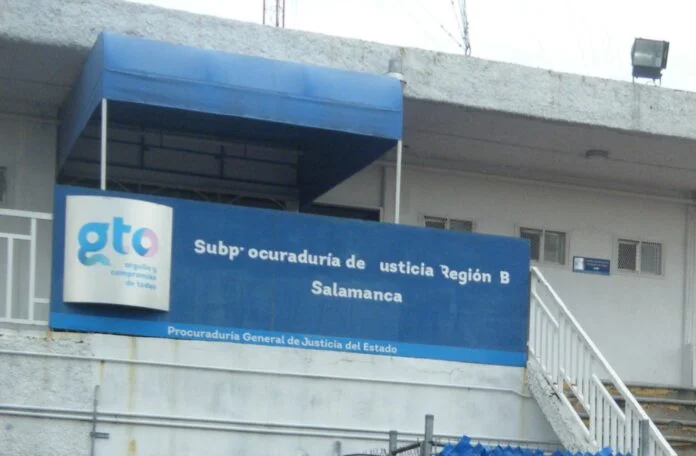 gto
orgullo y
compromiso
de todos
Subp ocuraduría de usticia Región B
Salamanca
Procuraduría General de Justicia del Estado